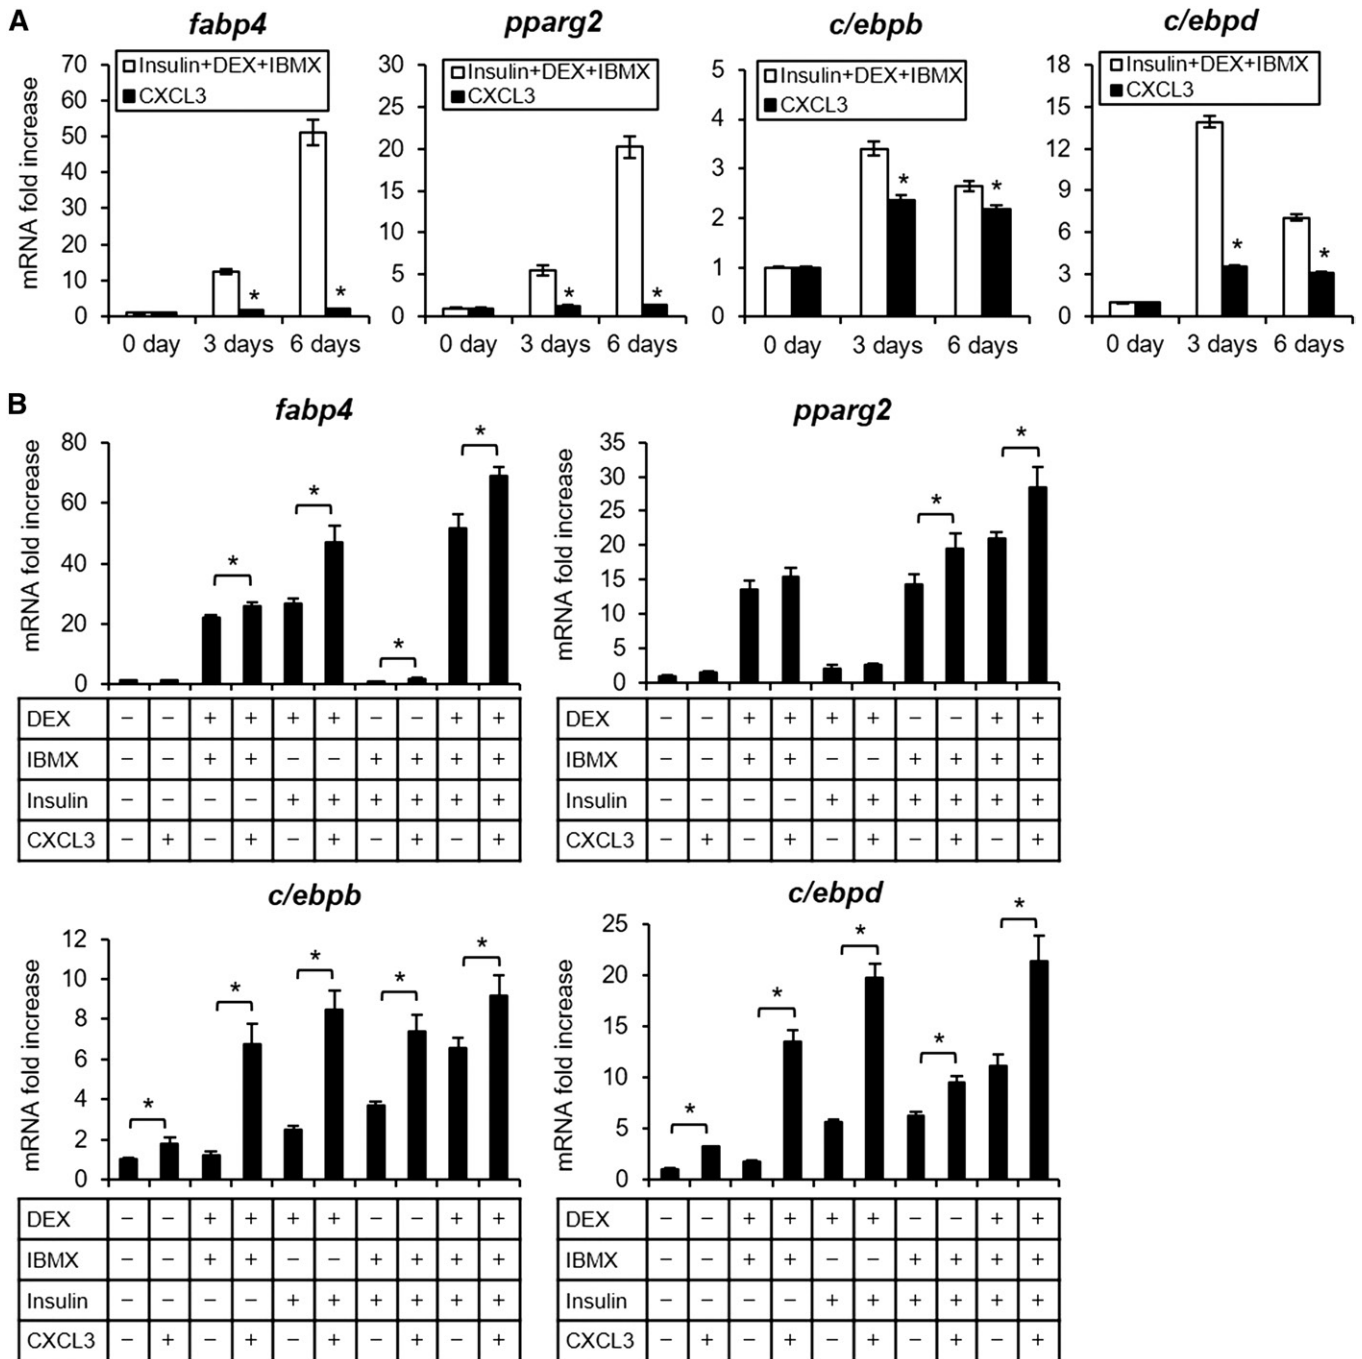 A
fabp4
pparg2
c/ebpb
c/ebpd
mRNA fold increase
70
60
50
40
30
20
10
0
Insulin+DEX+IBMX
CXCL3
*
*
0 day 3 days 6 days
30
25
20
15
10
5
0
Insulin+DEX+IBMX
CXCL3
*
*
0 day 3 days 6 days
5
4
3
2
1
0
Insulin+DEX+IBMX
CXCL3
*
*
0 day 3 days 6 days
18
15
12
9
6
3
0
Insulin+DEX+IBMX
CXCL3
*
*
0 day 3 days 6 days
B
fabp4
mRNA fold increase
80
60
40
20
0
*
*
*
*
DEX − − + + + + − − + +
IBMX − − + + − − + + + +
Insulin − − − − + + + + + +
CXCL3 − + − + − + − + − +
pparg2
mRNA fold increase
35
30
25
20
15
10
5
0
*
*
DEX − − + + + + − − + +
IBMX − − + + − − + + + +
Insulin − − − − + + + + + +
CXCL3 − + − + − + − + − +
c/ebpb
mRNA fold increase
12
10
8
6
4
2
0
*
*
*
*
*
DEX − − + + + + − − + +
IBMX − − + + − − + + + +
Insulin − − − − + + + + + +
CXCL3 − + − + − + − + − +
c/ebpd
mRNA fold increase
25
20
15
10
5
0
*
*
*
*
*
DEX − − + + + + − − + +
IBMX − − + + − − + + + +
Insulin − − − − + + + + + +
CXCL3 − + − + − + − + − +